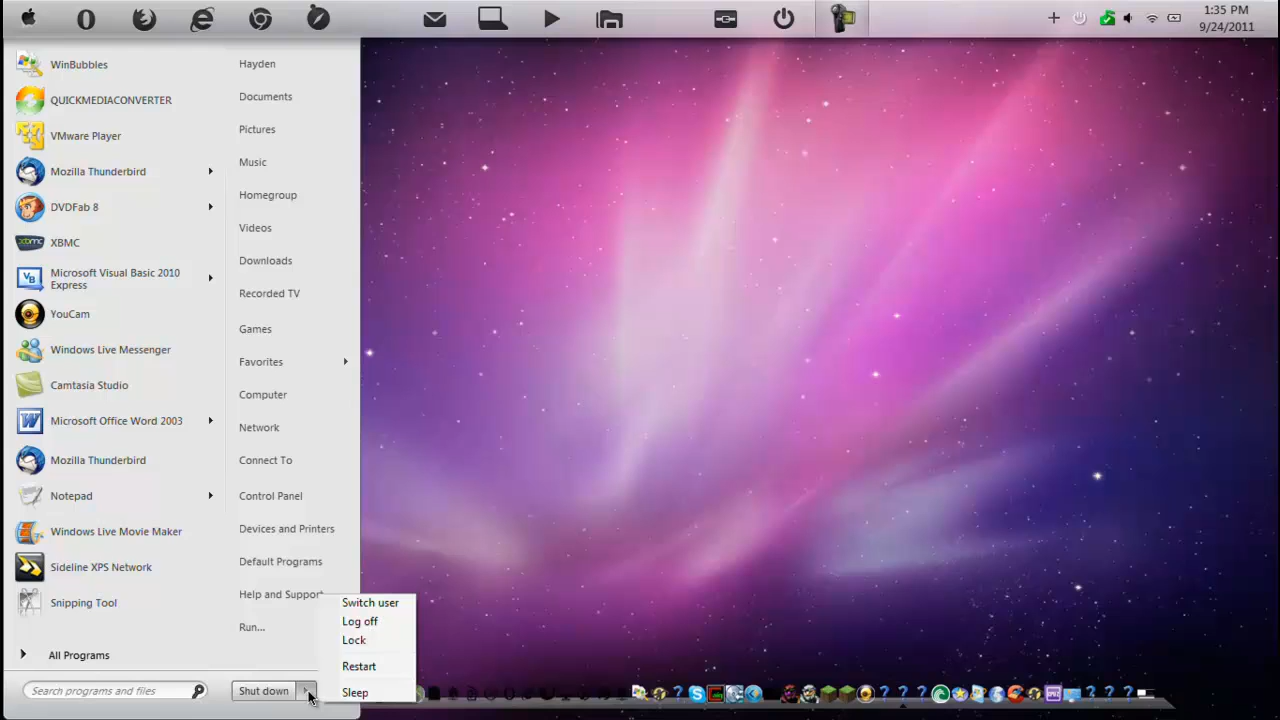 1:35 PM
9/24/2011
WinBubbles
QUICKMEDIACONVERTER
VMware Player
Mozilla Thunderbird
DVDFab 8
xbmc
XBMC
Microsoft Visual Basic 2010
Express
YouCam
Windows Live Messenger
Camtasia Studio
Microsoft Office Word 2003
Mozilla Thunderbird
Notepad
Windows Live Movie Maker
Sideline XPS Network
Snipping Tool
All Programs
Search programs and files
Hayden
Documents
Pictures
Music
Homegroup
Videos
Downloads
Recorded TV
Games
Favorites
Computer
Network
Connect To
Control Panel
Devices and Printers
Default Programs
Help and Support
Run...
Shut down
Switch user
Log off
Lock
Restart
Sleep